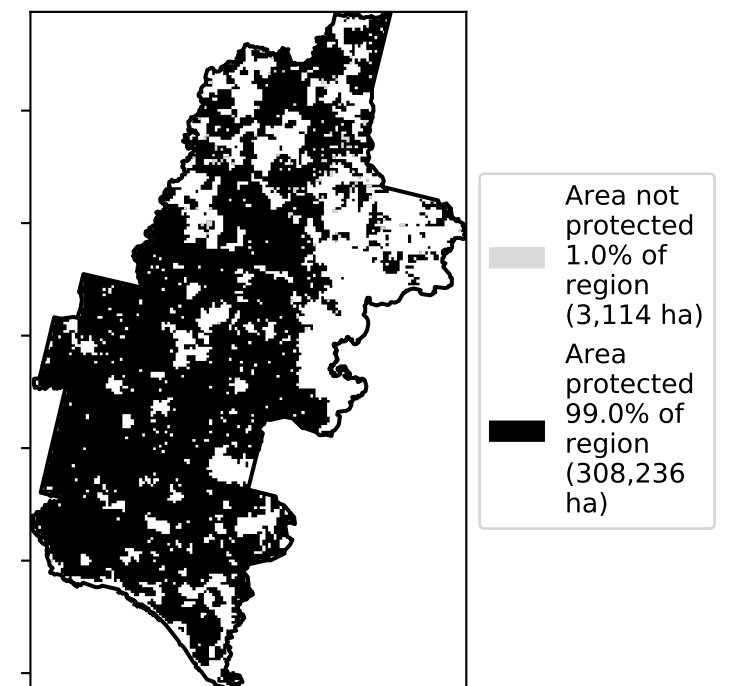 Area not
protected
1.0% of
region
(3,114 ha)
Area
protected
99.0% of
region
(308,236
ha)